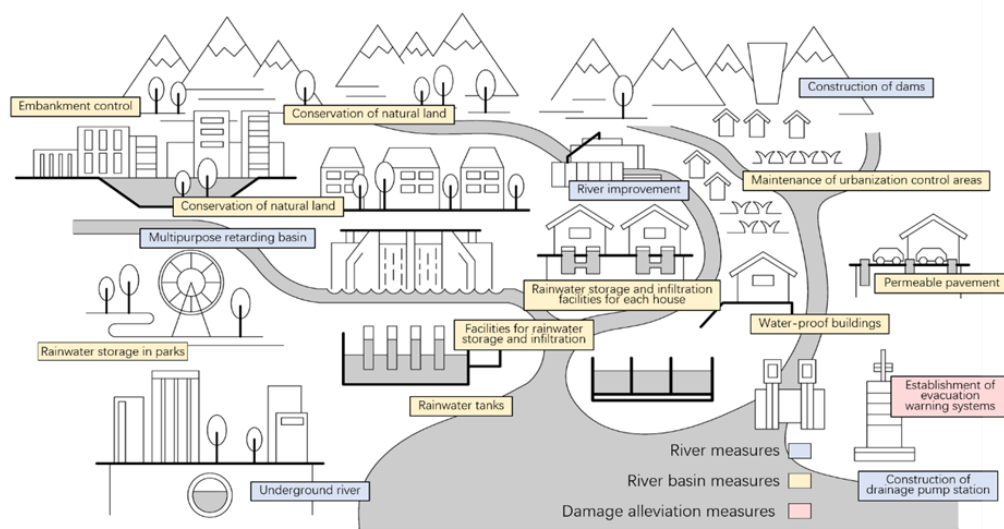 Construction of dams
Embankment control
Conservation of natural land
Maintenance of urbanization control areas
River improvement
Conservation of natural land
Multipurpose retarding basin
Permeable pavement
Rainwater storage and infiltration
facilities for each house
Water-proof buildings
Facilities for rainwater
storage and infiltration
Rainwater storage in parks
Establishment of
evacuation
warning systems
Rainwater tanks
River measures
River basin measures
Damage alleviation measures
Underground river
Construction of
drainage pump station